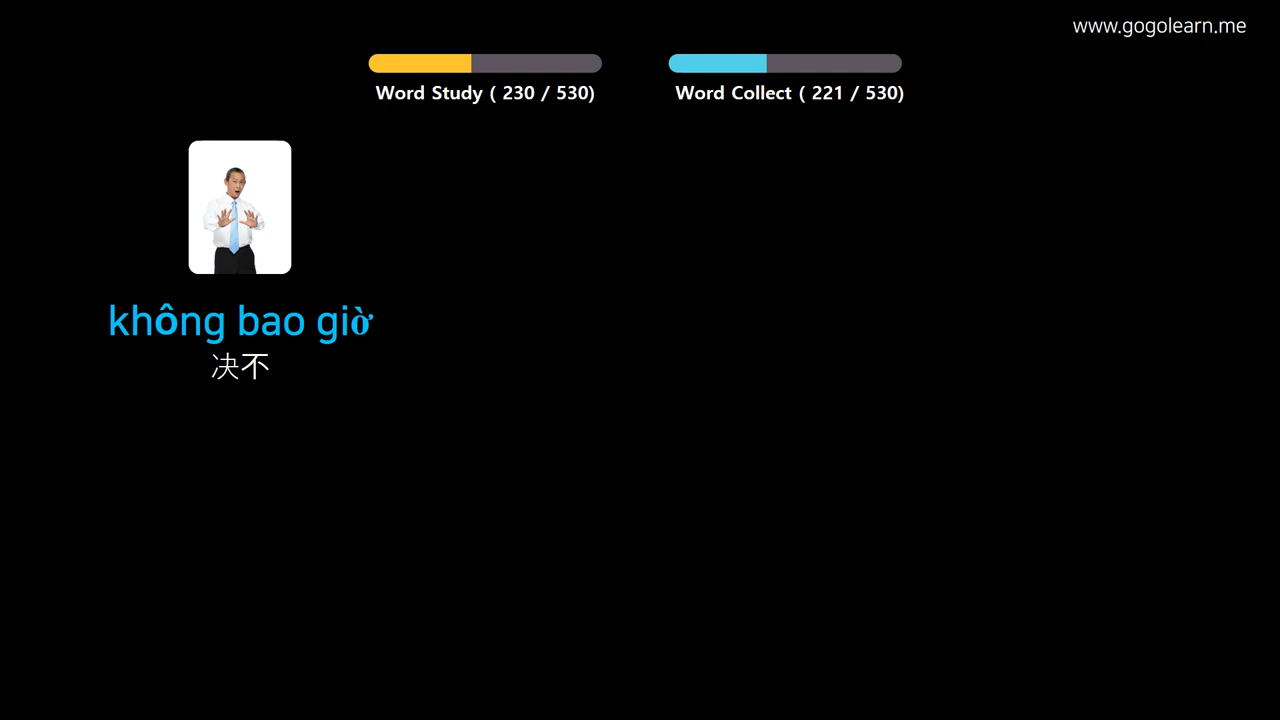 www.gogolearn.me
Word Study ( 230 / 530)
Word Collect ( 221 / 530)
không bao giờ
决不